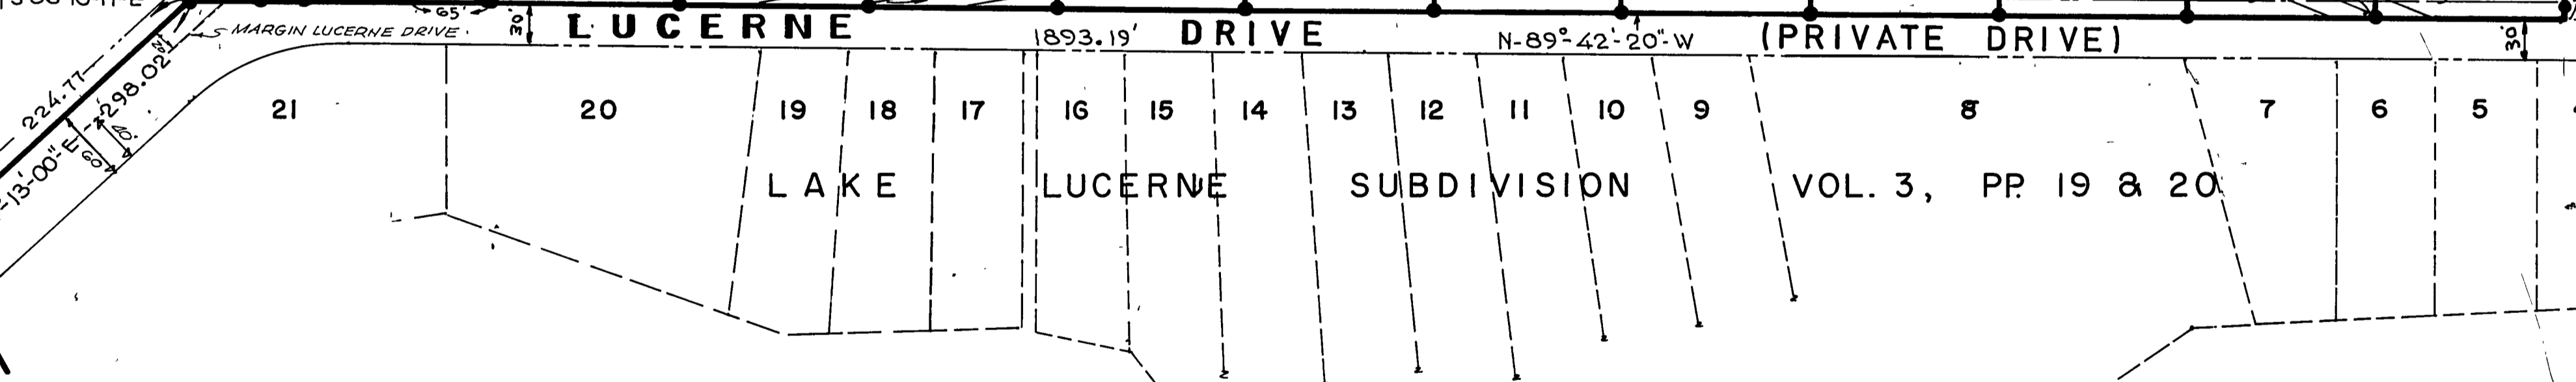 65'
30'
LUCERNE DRIVE (PRIVATE DRIVE)
S MARGIN LUCERNE DRIVE.
1893.19'
N-89°-42'-20"-W
30'
224.77
298.02'
-13'-00"E
40'
60'
21 20 19 18 17 16 15 14 13 12 11 10 9 8 7 6 5
LAKE LUCERNE SUBDIVISION VOL. 3, PP. 19 & 20